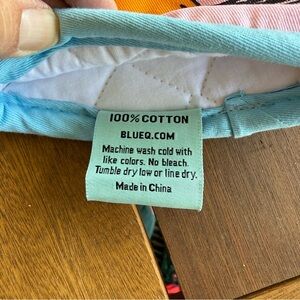 100% COTTON
BLUEQ.COM
Machine wash cold with
like colors. No bleach.
Tumble dry low or line dry.
Made in China